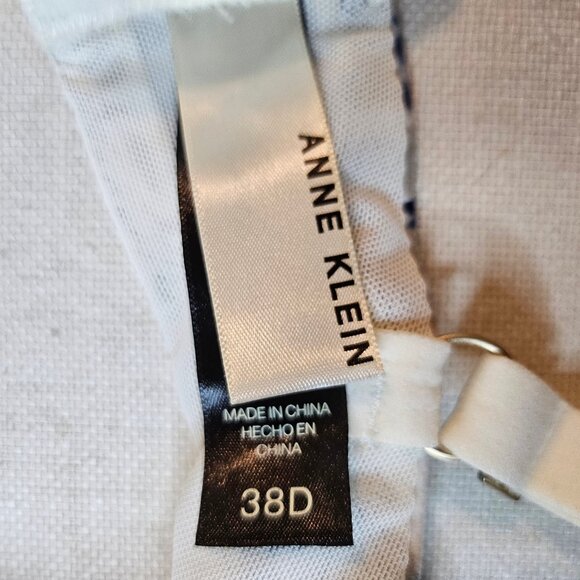 ANNE KLEIN
MADE IN CHINA
HECHO EN
CHINA
38D